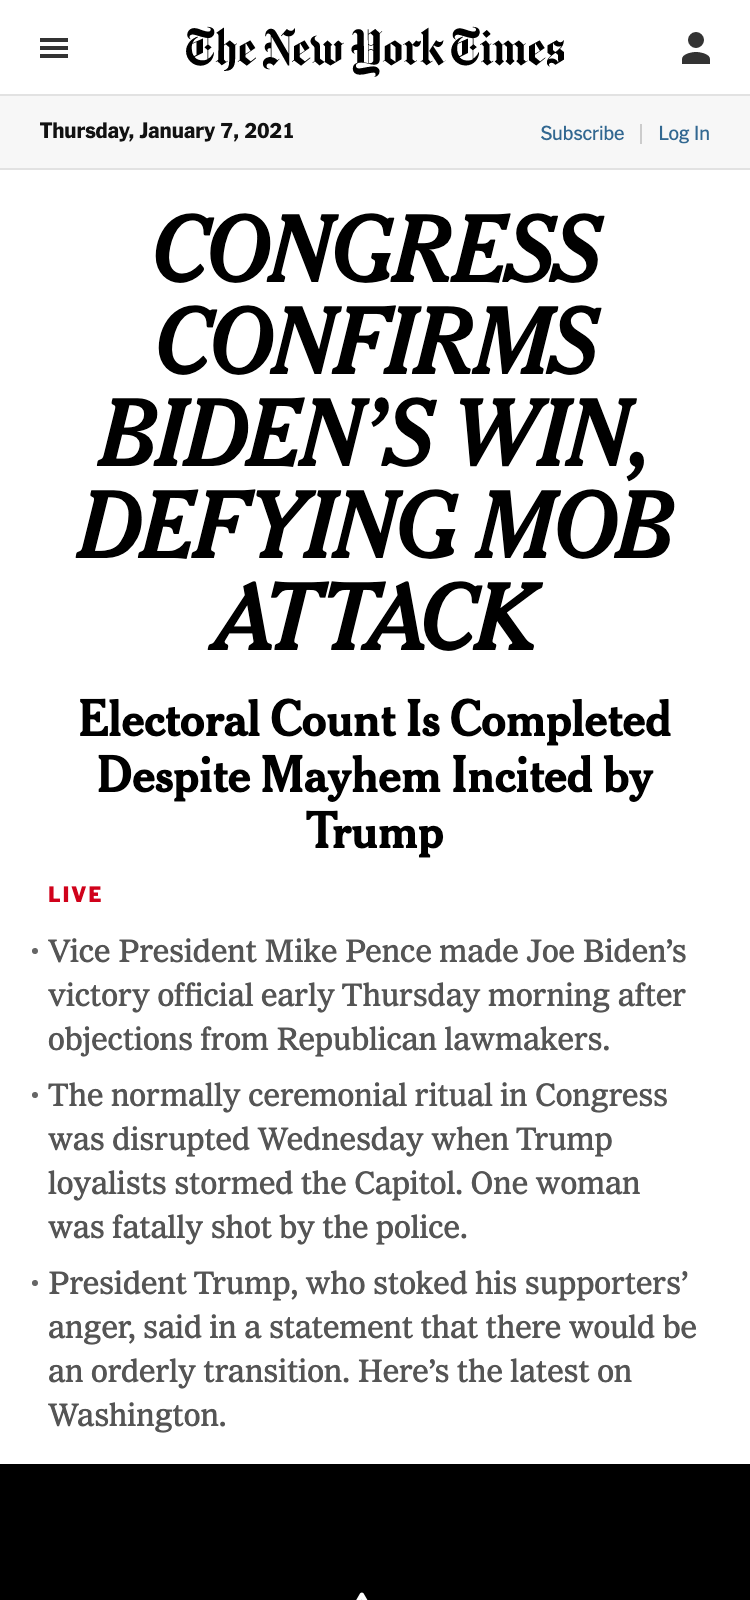 The New York Times
Thursday, January 7, 2021
Subscribe | Log In
CONGRESS
CONFIRMS
BIDEN’S WIN,
DEFYING MOB
ATTACK
Electoral Count Is Completed
Despite Mayhem Incited by
Trump
LIVE
· Vice President Mike Pence made Joe Biden’s
victory official early Thursday morning after
objections from Republican lawmakers.
· The normally ceremonial ritual in Congress
was disrupted Wednesday when Trump
loyalists stormed the Capitol. One woman
was fatally shot by the police.
· President Trump, who stoked his supporters’
anger, said in a statement that there would be
an orderly transition. Here’s the latest on
Washington.